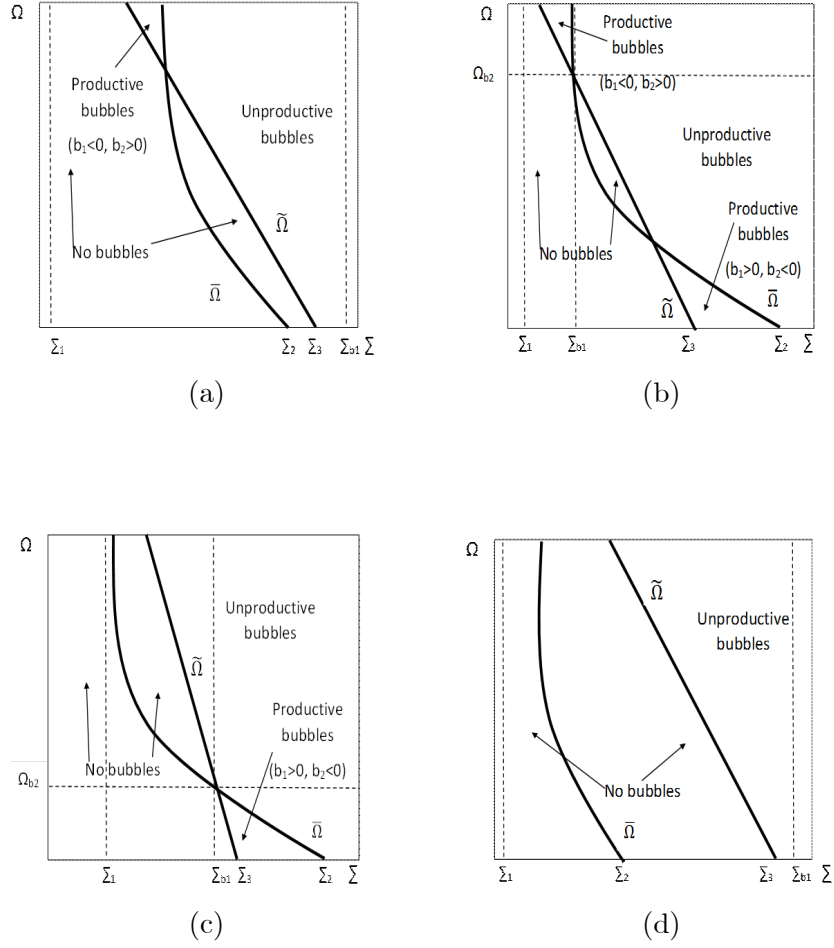 Ω
Productive
bubbles
(b₁<0, b₂>0)
Unproductive
bubbles
No bubbles
Ω̃
Ω̅
Σ₁
Σ₂
Σ₃
Σb1
Σ
(a)
Ω
Productive
bubbles
(b₁<0, b₂>0)
Ωb2
Unproductive
bubbles
Productive
bubbles
(b₁>0, b₂<0)
No bubbles
Ω̃
Ω̅
Σ₁
Σb1
Σ₃
Σ₂
Σ
(b)
Ω
Unproductive
bubbles
Ω̃
Productive
bubbles
(b₁>0, b₂<0)
No bubbles
Ωb2
Ω̅
Σ₁
Σb1
Σ₃
Σ₂
Σ
(c)
Ω
Ω̃
Unproductive
bubbles
No bubbles
Ω̅
Σ₁
Σ₂
Σ₃
Σb1
Σ
(d)